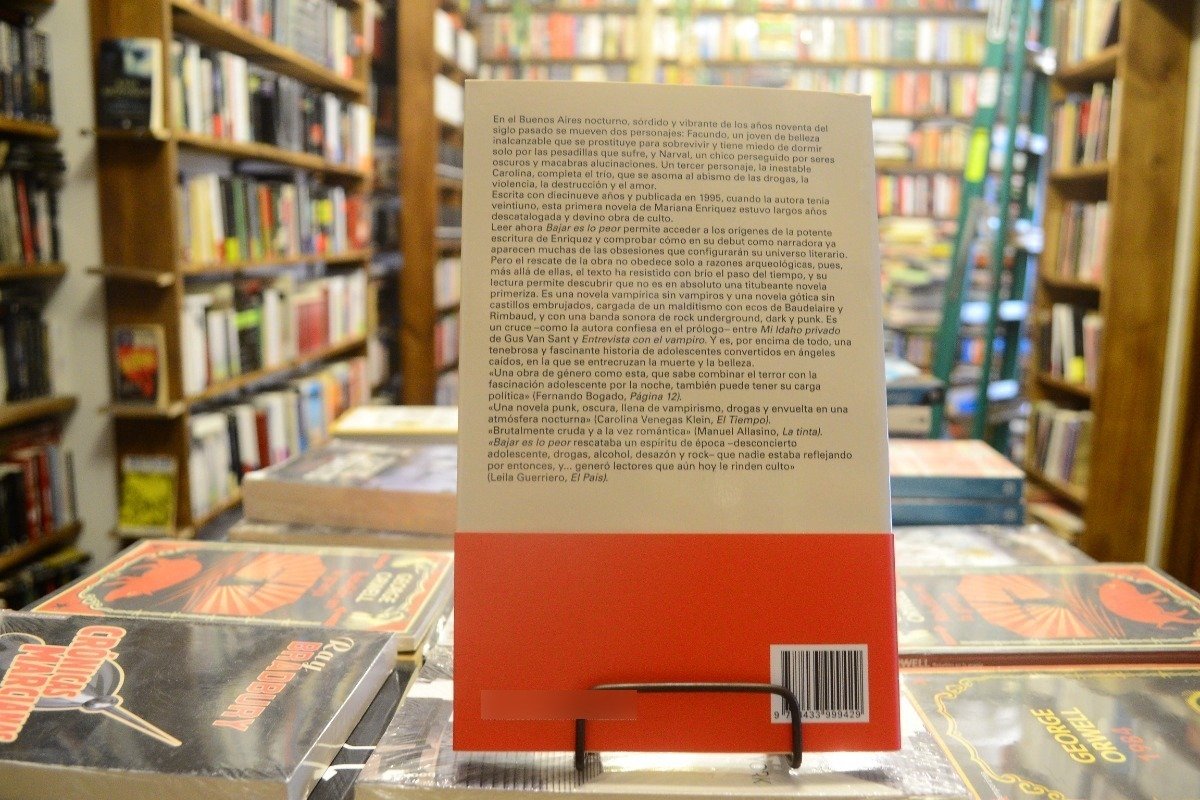 En el Buenos Aires nocturno, sórdido y vibrante de los años noventa del
siglo pasado se mueven dos personajes: Facundo, un joven de belleza
inalcanzable que se prostituye para sobrevivir y tiene miedo de dormir
solo por las pesadillas que sufre, y Narval, un chico perseguido por seres
oscuros y macabras alucinaciones. Un tercer personaje, la inestable
Carolina, completa el trío, que se asoma al abismo de las drogas, la
violencia, la destrucción y el amor.
Escrita con diecinueve años y publicada en 1995, cuando la autora tenía
veintiuno, esta primera novela de Mariana Enriquez estuvo largos años
descatalogada y devino obra de culto.
Leer ahora Bajar es lo peor permite acceder a los orígenes de la potente
escritura de Enriquez y comprobar cómo en su debut como narradora ya
aparecen muchas de las obsesiones que configurarán su universo literario.
Pero el rescate de la obra no obedece solo a razones arqueológicas, pues,
más allá de ellas, el texto ha resistido con brío el paso del tiempo, y su
lectura permite descubrir que no es en absoluto una titubeante novela
primeriza. Es una novela vampírica sin vampiros y una novela gótica sin
castillos embrujados, cargada de un malditismo con ecos de Baudelaire y
Rimbaud, y con una banda sonora de rock underground, dark y punk. Es
un cruce –como la autora confiesa en el prólogo– entre Mi Idaho privado
de Gus Van Sant y Entrevista con el vampiro. Y es, por encima de todo, una
tenebrosa y fascinante historia de adolescentes convertidos en ángeles
caídos, en la que se entrecruzan la muerte y la belleza.
«Una obra de género como esta, que sabe combinar el terror con la
fascinación adolescente por la noche, también puede tener su carga
política» (Fernando Bogado, Página 12).
«Una novela punk, oscura, llena de vampirismo, drogas y envuelta en una
atmósfera nocturna» (Carolina Venegas Klein, El Tiempo).
«Brutalmente cruda y a la vez romántica» (Manuel Allasino, La tinta).
«Bajar es lo peor rescataba un espíritu de época –desconcierto
adolescente, drogas, alcohol, desazón y rock– que nadie estaba reflejando
por entonces, y... generó lectores que aún hoy le rinden culto»
(Leila Guerriero, El País).
GEORGE
ORWELL
Ray
BRADBURY
CRÓNICAS
MARCIANAS
GEORGE
ORWELL
1984